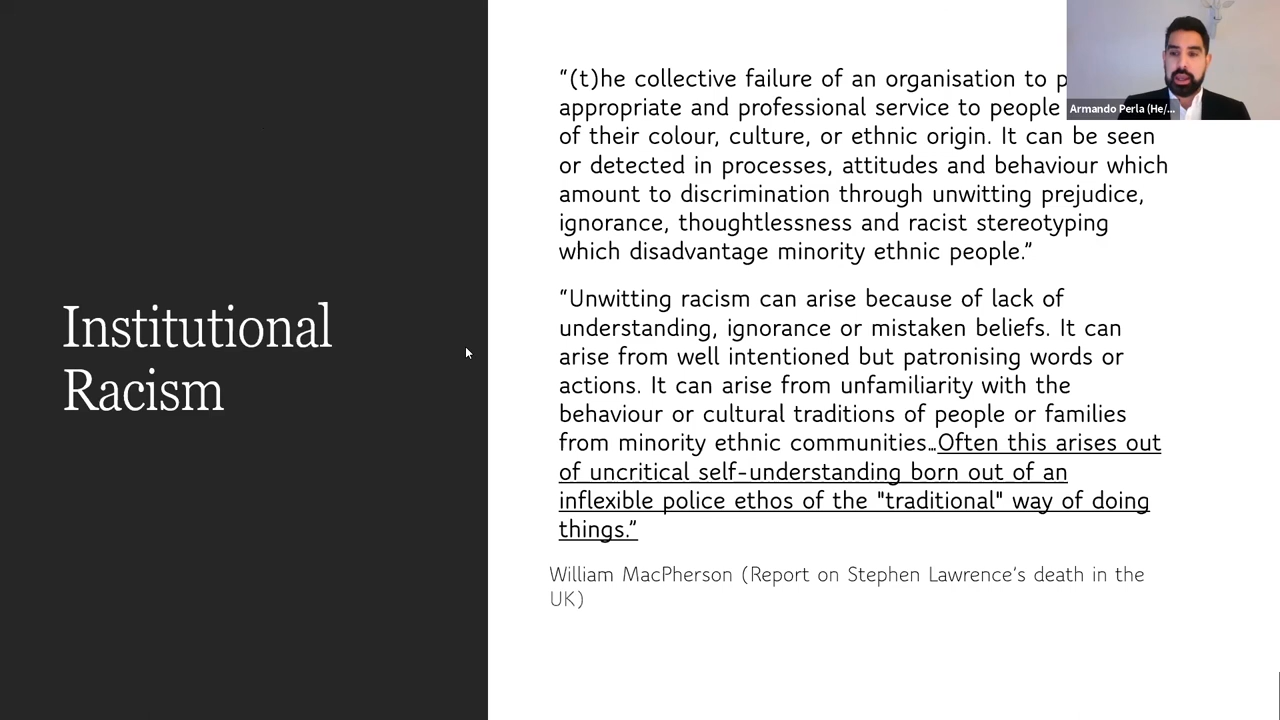 Institutional
Racism
“(t)he collective failure of an organisation to p
appropriate and professional service to people
of their colour, culture, or ethnic origin. It can be seen
or detected in processes, attitudes and behaviour which
amount to discrimination through unwitting prejudice,
ignorance, thoughtlessness and racist stereotyping
which disadvantage minority ethnic people.”
“Unwitting racism can arise because of lack of
understanding, ignorance or mistaken beliefs. It can
arise from well intentioned but patronising words or
actions. It can arise from unfamiliarity with the
behaviour or cultural traditions of people or families
from minority ethnic communities…Often this arises out
of uncritical self-understanding born out of an
inflexible police ethos of the "traditional" way of doing
things.”
William MacPherson (Report on Stephen Lawrence’s death in the
UK)
Armando Perla (He/...